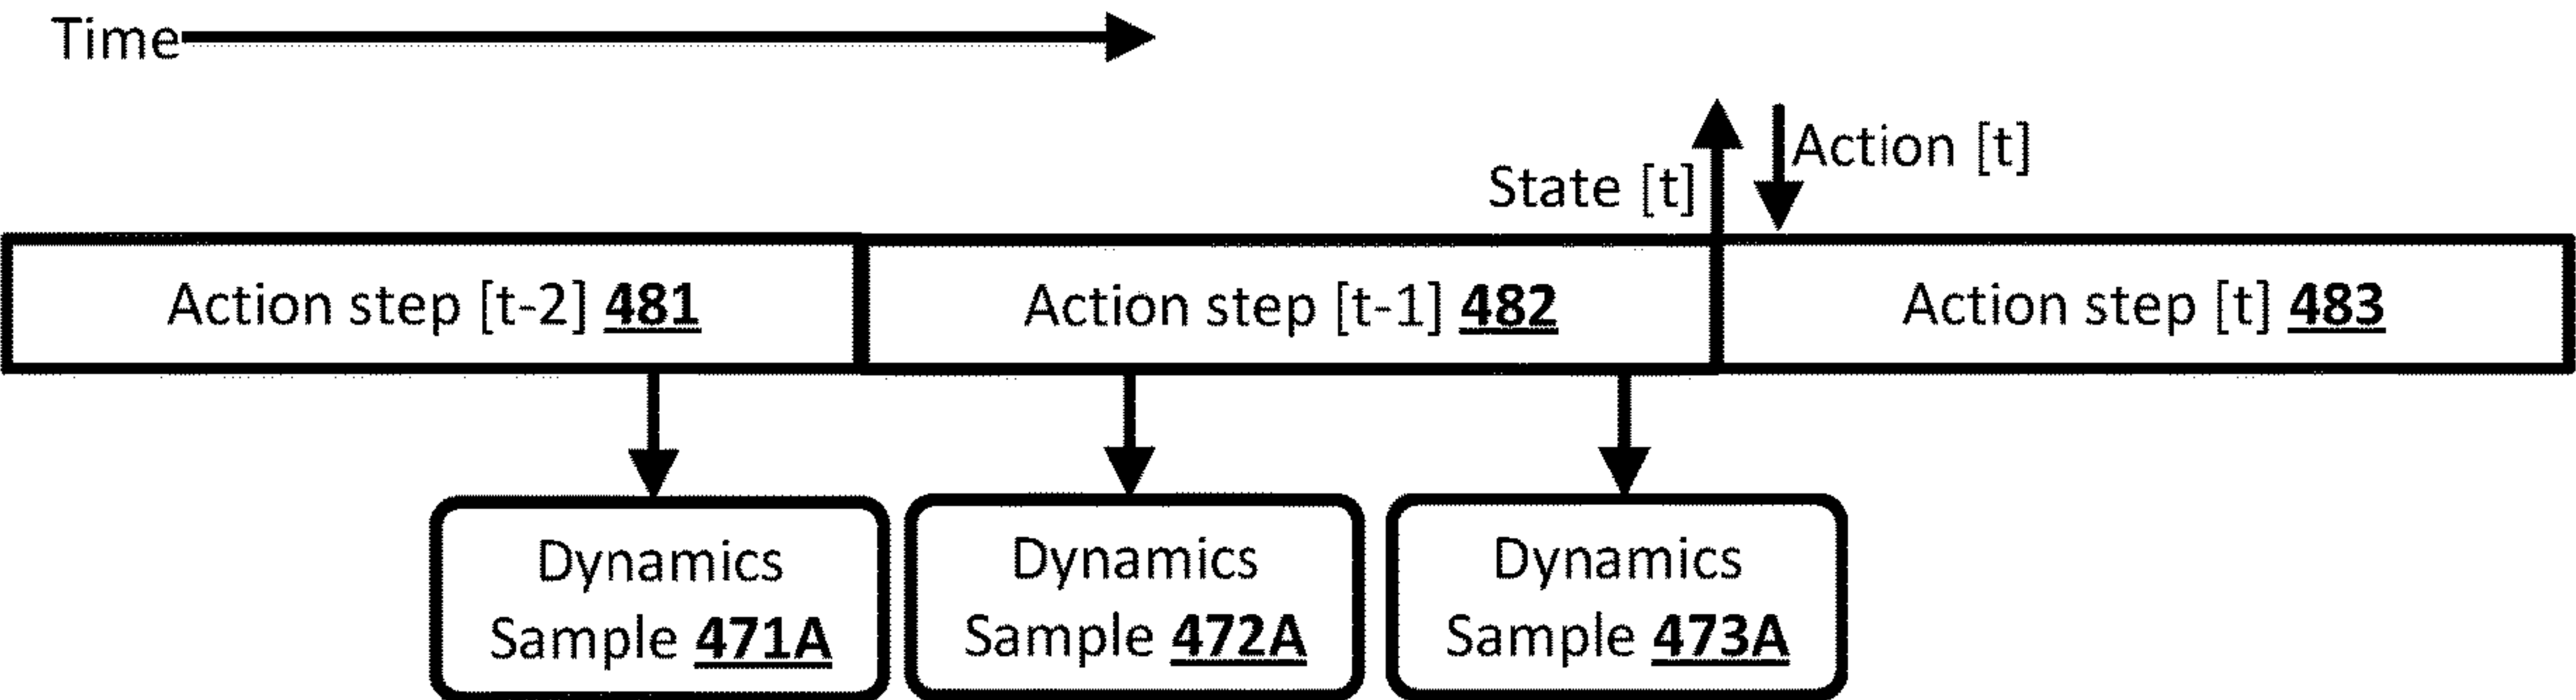 Time
Action [t]
State [t]
Action step [t-2] 481
Action step [t-1] 482
Action step [t] 483
Dynamics
Sample 471A
Dynamics
Sample 472A
Dynamics
Sample 473A